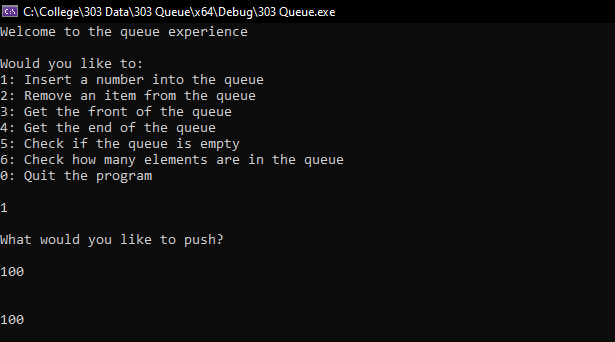 C:\College\303 Data\303 Queue\x64\Debug\303 Queue.exe
Welcome to the queue experience
Would you like to:
1: Insert a number into the queue
2: Remove an item from the queue
3: Get the front of the queue
4: Get the end of the queue
5: Check if the queue is empty
6: Check how many elements are in the queue
0: Quit the program
1
What would you like to push?
100
100